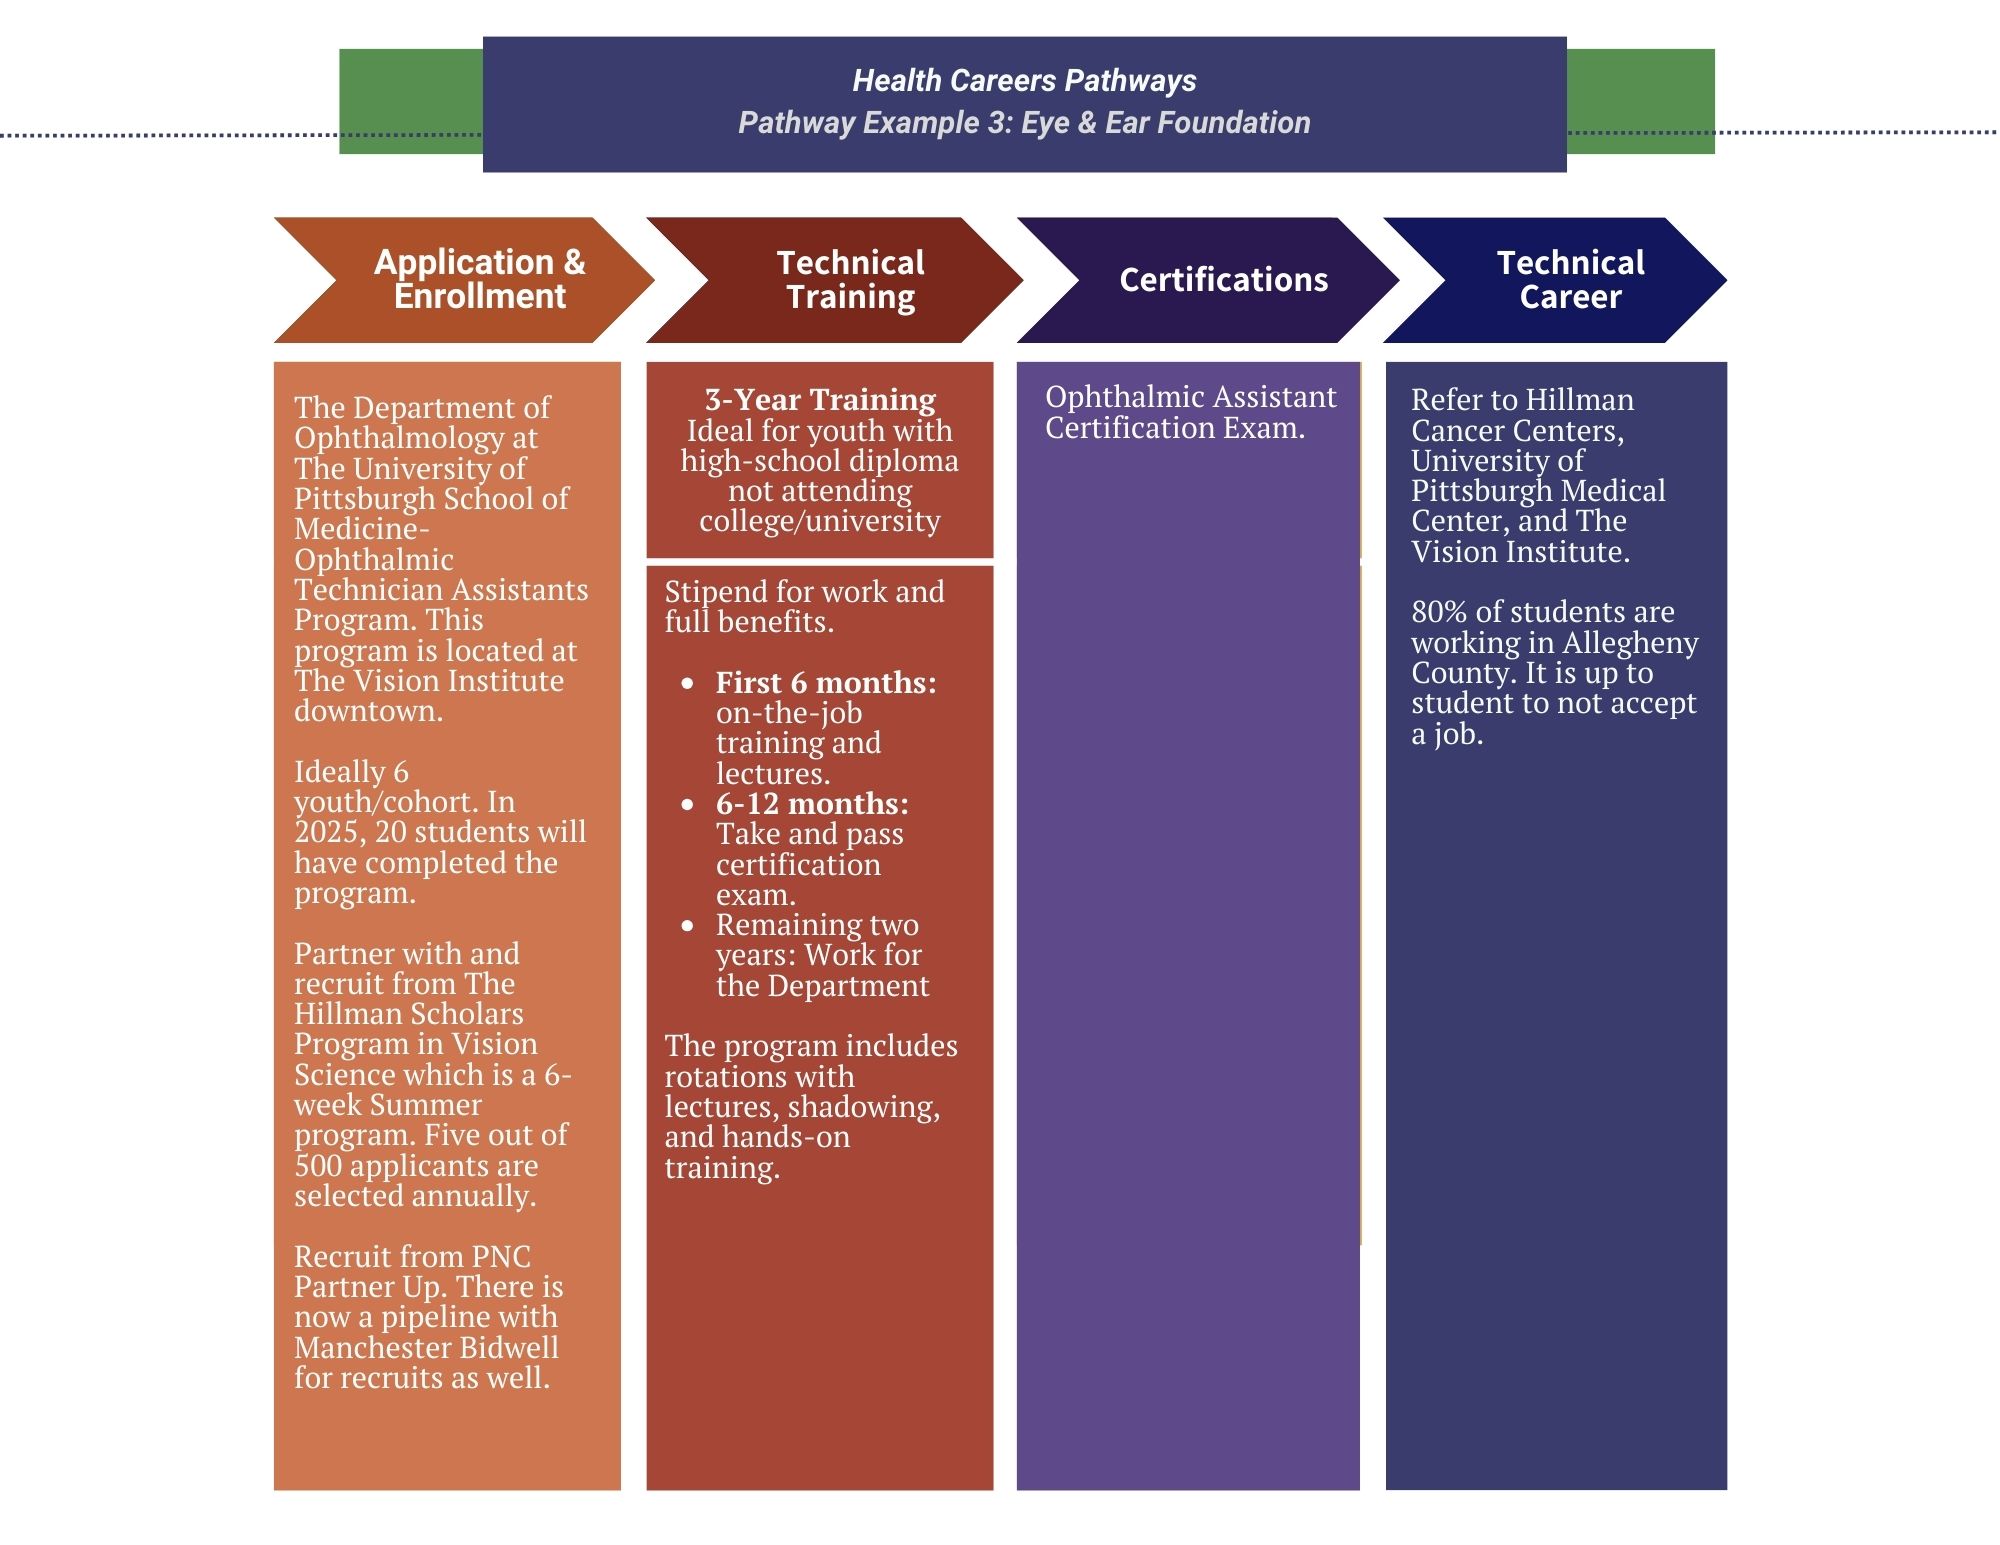 Health Careers Pathways
Pathway Example 3: Eye & Ear Foundation
Application &
Enrollment
The Department of
Ophthalmology at
The University of
Pittsburgh School of
Medicine-
Ophthalmic
Technician Assistants
Program. This
program is located at
The Vision Institute
downtown.
Ideally 6
youth/cohort. In
2025, 20 students will
have completed the
program.
Partner with and
recruit from The
Hillman Scholars
Program in Vision
Science which is a 6-
week Summer
program. Five out of
500 applicants are
selected annually.
Recruit from PNC
Partner Up. There is
now a pipeline with
Manchester Bidwell
for recruits as well.
Technical
Training
3-Year Training
Ideal for youth with
high-school diploma
not attending
college/university
Stipend for work and
full benefits.
• First 6 months:
on-the-job
training and
lectures.
• 6-12 months:
Take and pass
certification
exam.
• Remaining two
years: Work for
the Department
The program includes
rotations with
lectures, shadowing,
and hands-on
training.
Certifications
Ophthalmic Assistant
Certification Exam.
Technical
Career
Refer to Hillman
Cancer Centers,
University of
Pittsburgh Medical
Center, and The
Vision Institute.
80% of students are
working in Allegheny
County. It is up to
student to not accept
a job.